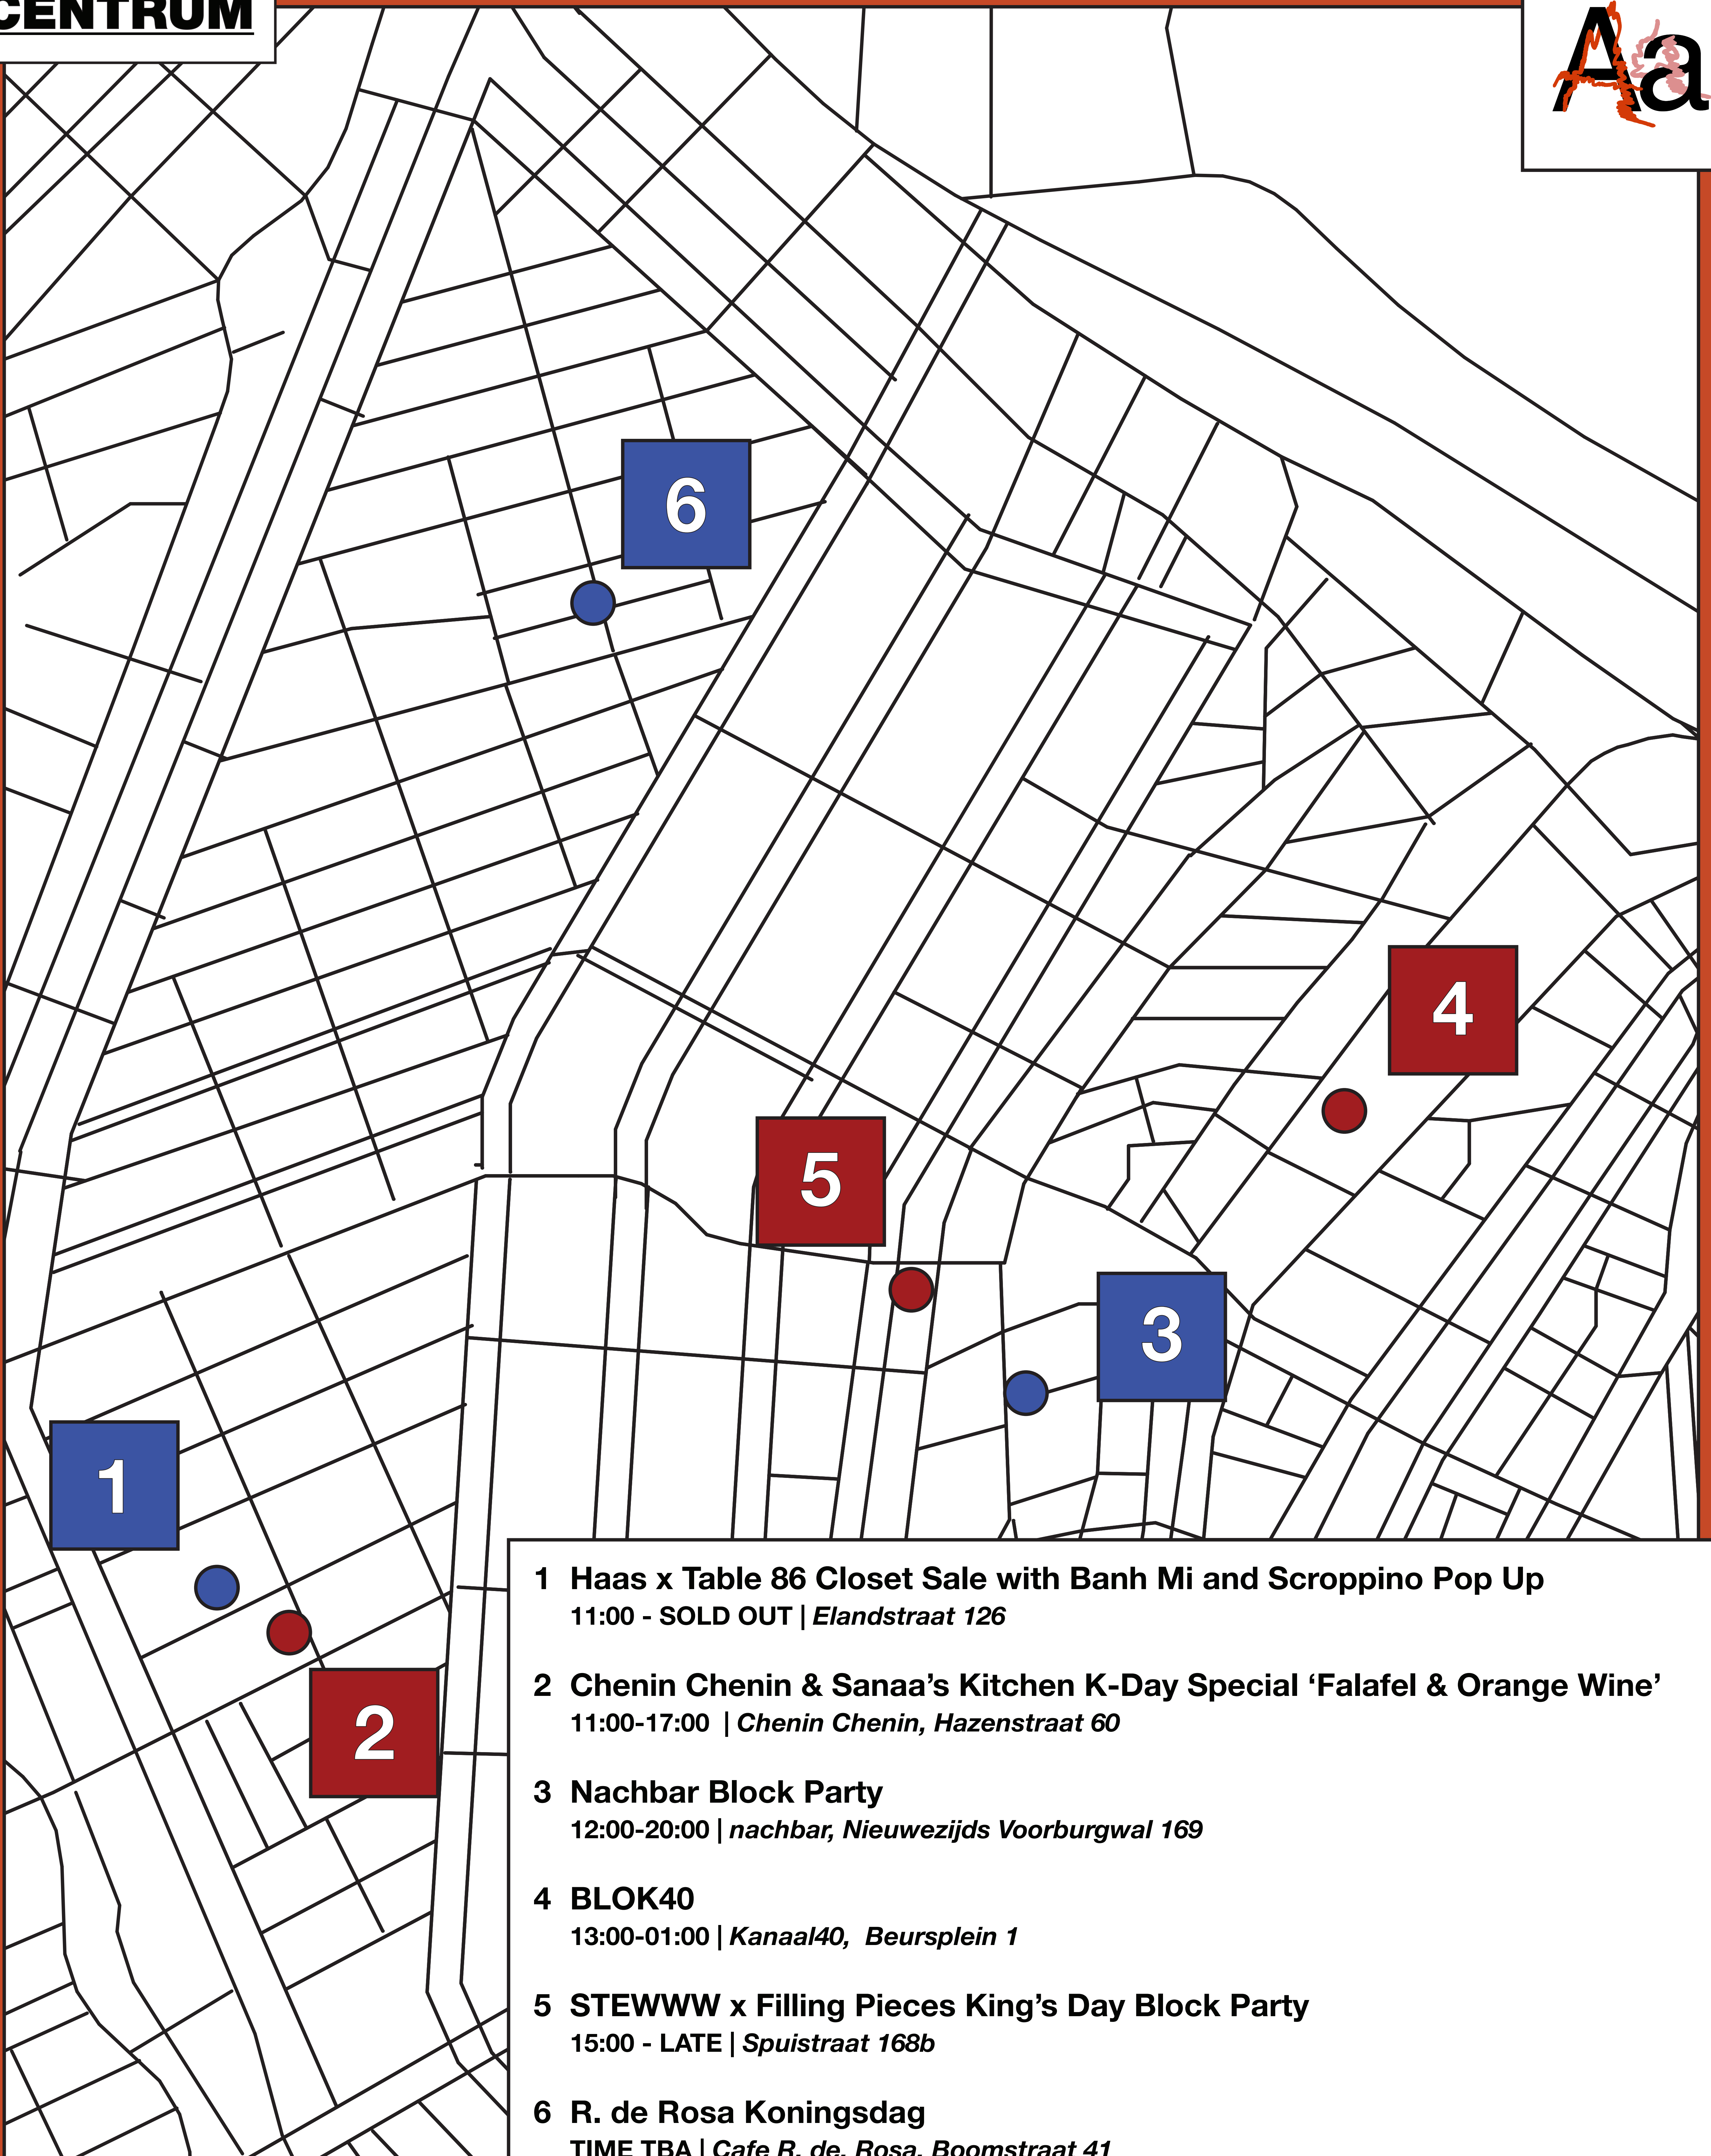 CENTRUM
Aa
6
4
5
3
1
2
1 Haas x Table 86 Closet Sale with Banh Mi and Scroppino Pop Up
11:00 - SOLD OUT | Elandstraat 126
2 Chenin Chenin & Sanaa’s Kitchen K-Day Special ‘Falafel & Orange Wine’
11:00-17:00 | Chenin Chenin, Hazenstraat 60
3 Nachbar Block Party
12:00-20:00 | nachbar, Nieuwezijds Voorburgwal 169
4 BLOK40
13:00-01:00 | Kanaal40, Beursplein 1
5 STEWWW x Filling Pieces King’s Day Block Party
15:00 - LATE | Spuistraat 168b
6 R. de Rosa Koningsdag
TIME TBA | Cafe R. de. Rosa, Boomstraat 41